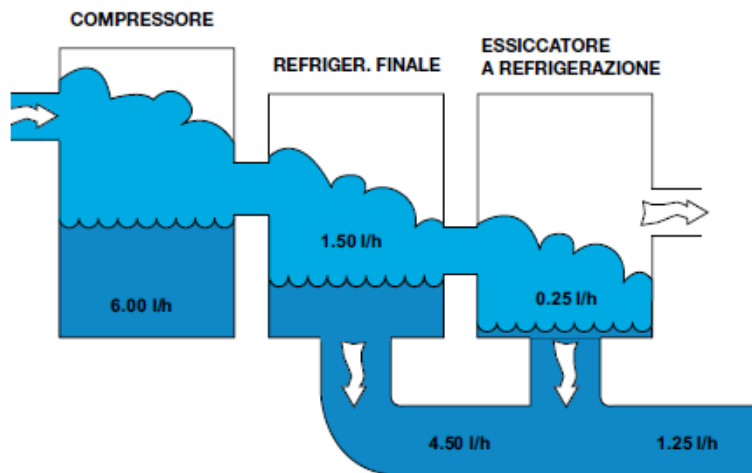 COMPRESSORE
REFRIGER. FINALE
ESSICCATORE
A REFRIGERAZIONE
6.00 l/h
1.50 l/h
0.25 l/h
4.50 l/h
1.25 l/h